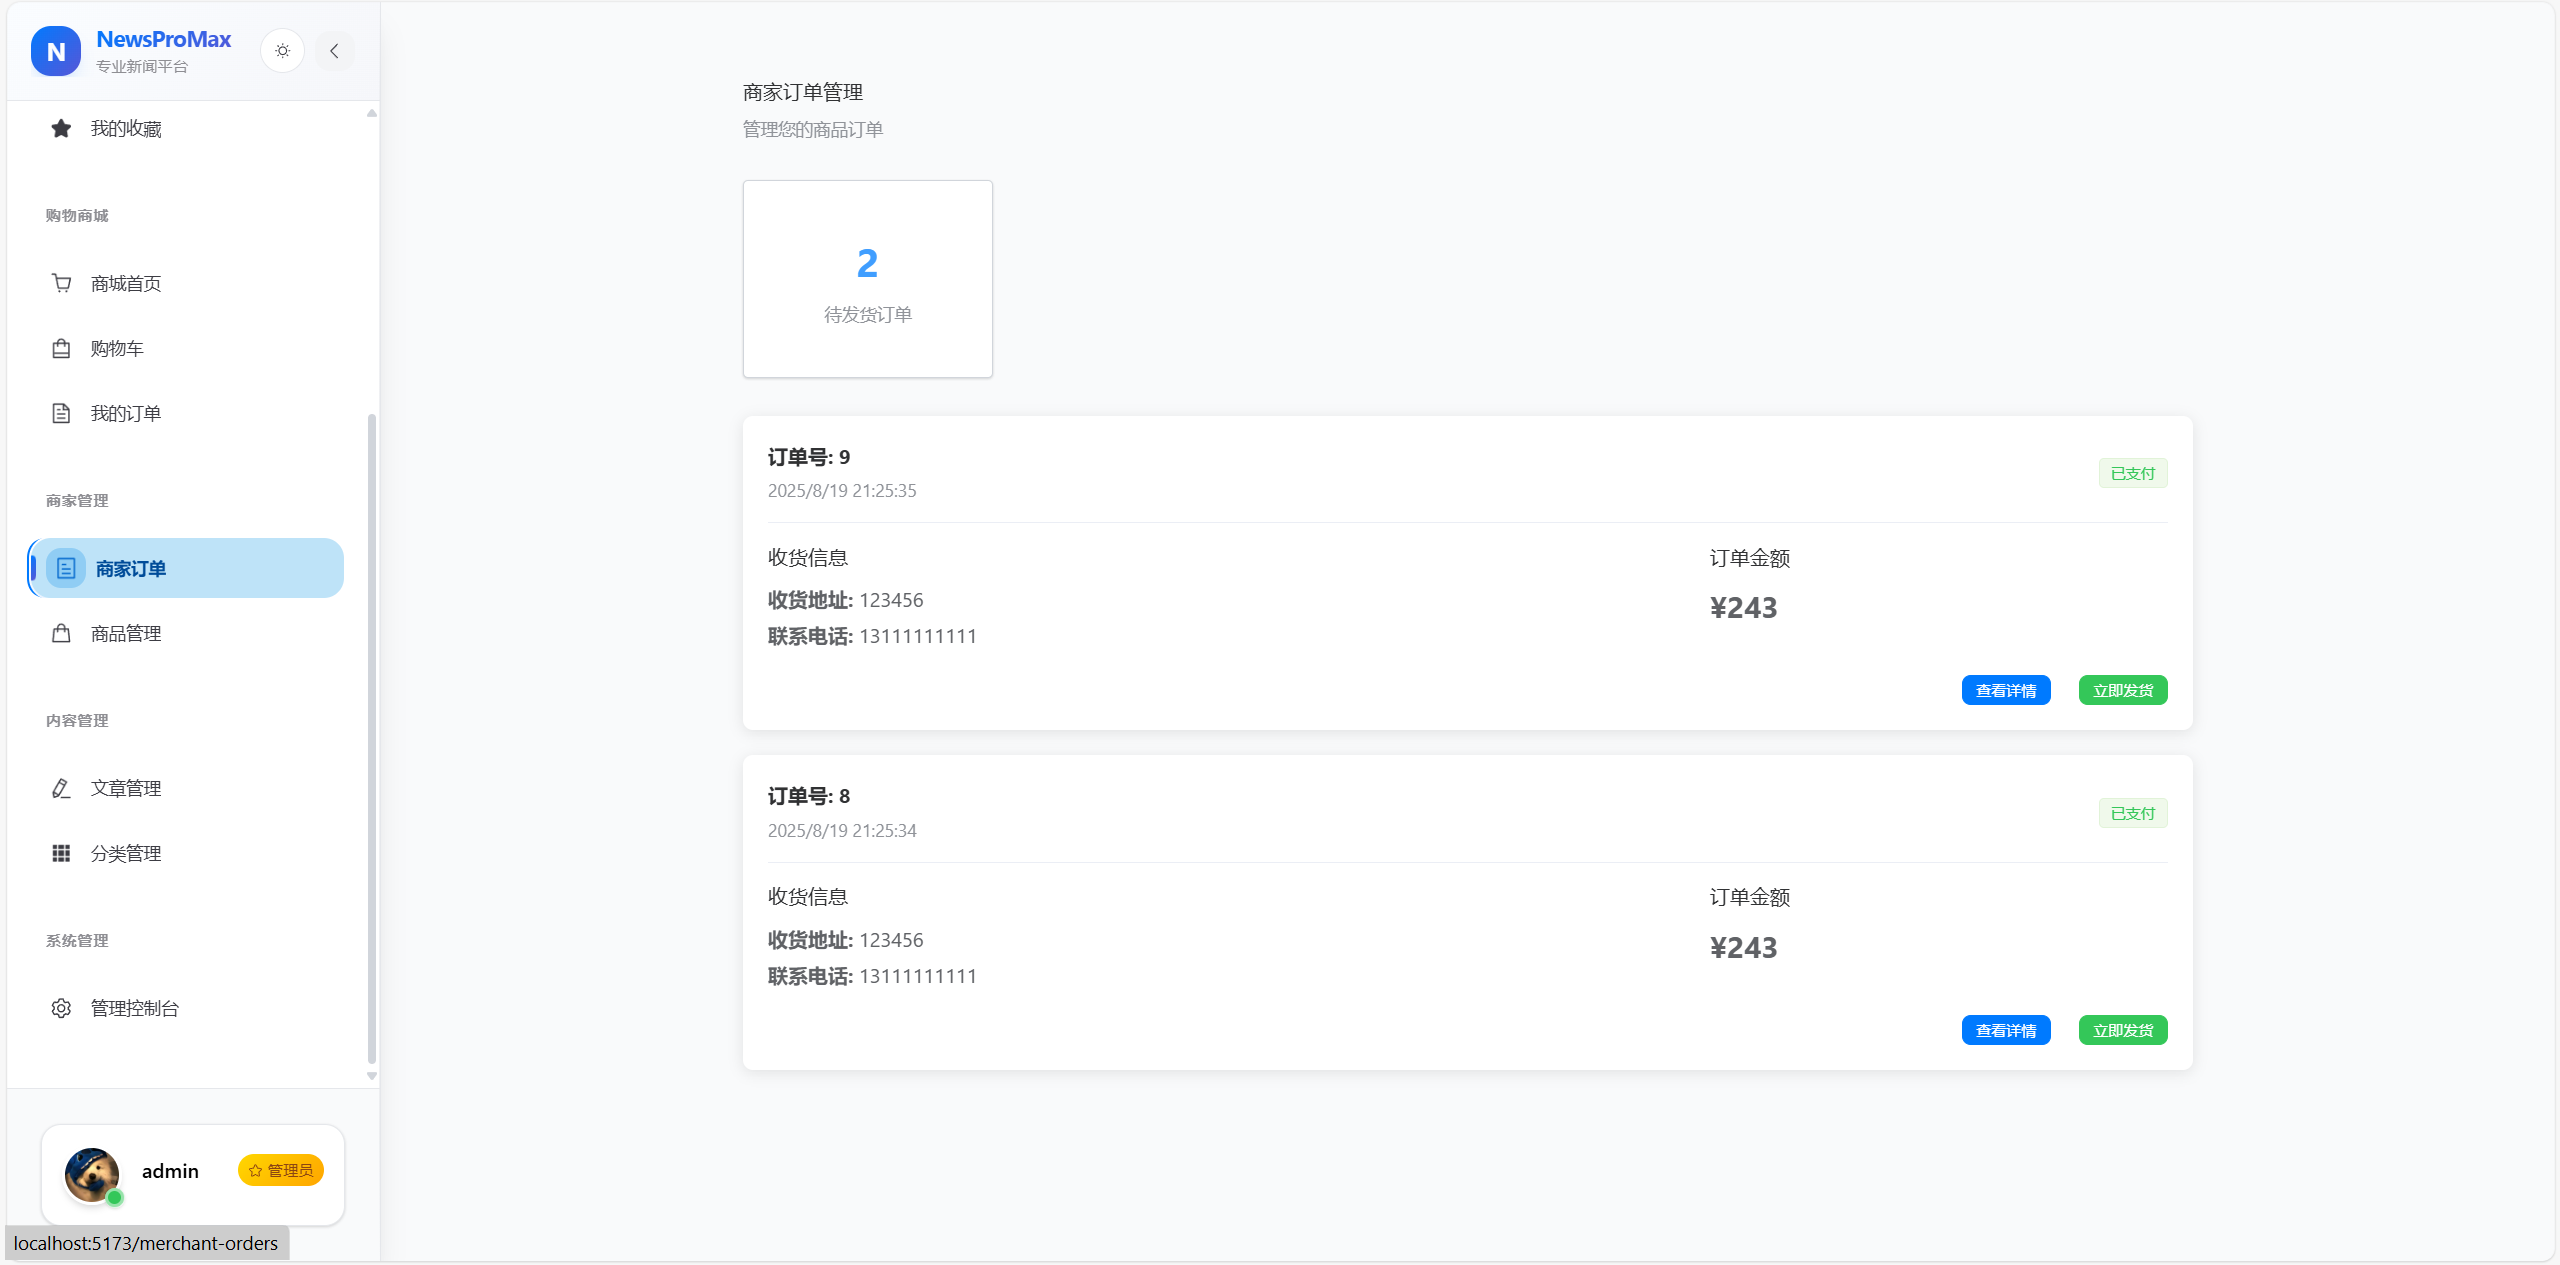 N
NewsProMax
专业新闻平台
我的收藏
购物商城
商城首页
购物车
我的订单
商家管理
商家订单
商品管理
内容管理
文章管理
分类管理
系统管理
管理控制台
admin
管理员
localhost:5173/merchant-orders
商家订单管理
管理您的商品订单
2
待发货订单
订单号: 9
2025/8/19 21:25:35
已支付
收货信息
收货地址: 123456
联系电话: 13111111111
订单金额
¥243
查看详情
立即发货
订单号: 8
2025/8/19 21:25:34
已支付
收货信息
收货地址: 123456
联系电话: 13111111111
订单金额
¥243
查看详情
立即发货